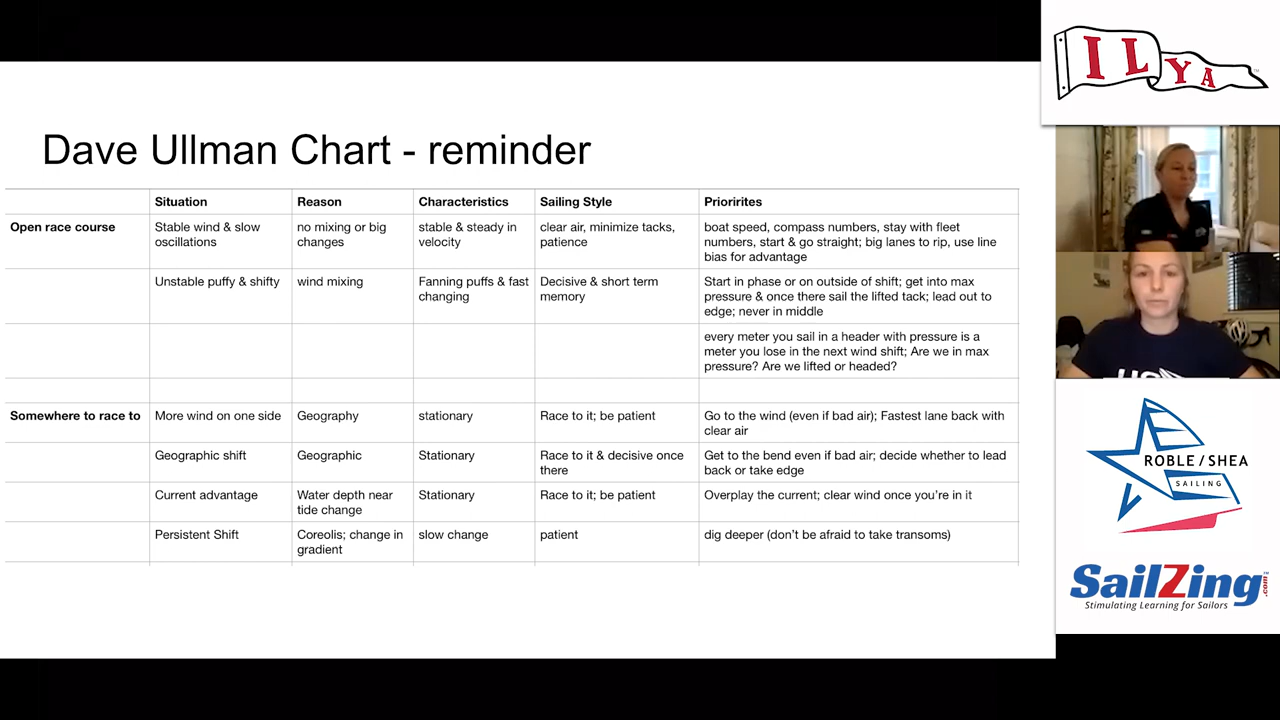 Dave Ullman Chart - reminder
Situation Reason Characteristics Sailing Style Priorirites
Open race course
Stable wind & slow
oscillations
no mixing or big
changes
stable & steady in
velocity
clear air, minimize tacks,
patience
boat speed, compass numbers, stay with fleet
numbers, start & go straight; big lanes to rip, use line
bias for advantage
Unstable puffy & shifty
wind mixing
Fanning puffs & fast
changing
Decisive & short term
memory
Start in phase or on outside of shift; get into max
pressure & once there sail the lifted tack; lead out to
edge; never in middle
every meter you sail in a header with pressure is a
meter you lose in the next wind shift; Are we in max
pressure? Are we lifted or headed?
Somewhere to race to
More wind on one side
Geography
stationary
Race to it; be patient
Go to the wind (even if bad air); Fastest lane back with
clear air
Geographic shift
Geographic
Stationary
Race to it & decisive once
there
Get to the bend even if bad air; decide whether to lead
back or take edge
Current advantage
Water depth near
tide change
Stationary
Race to it; be patient
Overplay the current; clear wind once you're in it
Persistent Shift
Coreolis; change in
gradient
slow change
patient
dig deeper (don't be afraid to take transoms)
ILYA
ROBLE/SHEA
SAILING
SailZing.com
Stimulating Learning for Sailors